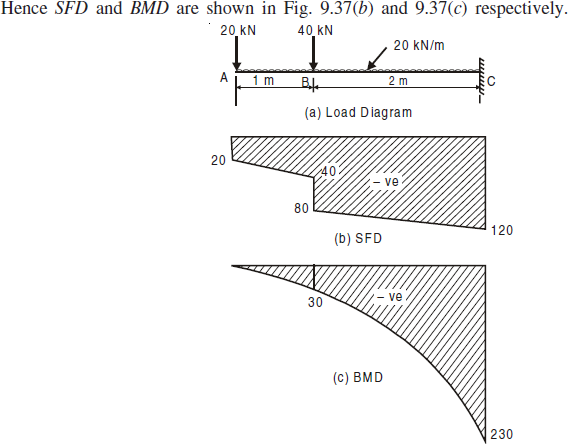 Hence SFD and BMD are shown in Fig. 9.37(b) and 9.37(c) respectively.
20 kN 40 kN
20 kN/m
A 1 m B 2 m C
(a) Load Diagram
20
40
– ve
80
120
(b) SFD
30
– ve
(c) BMD
230